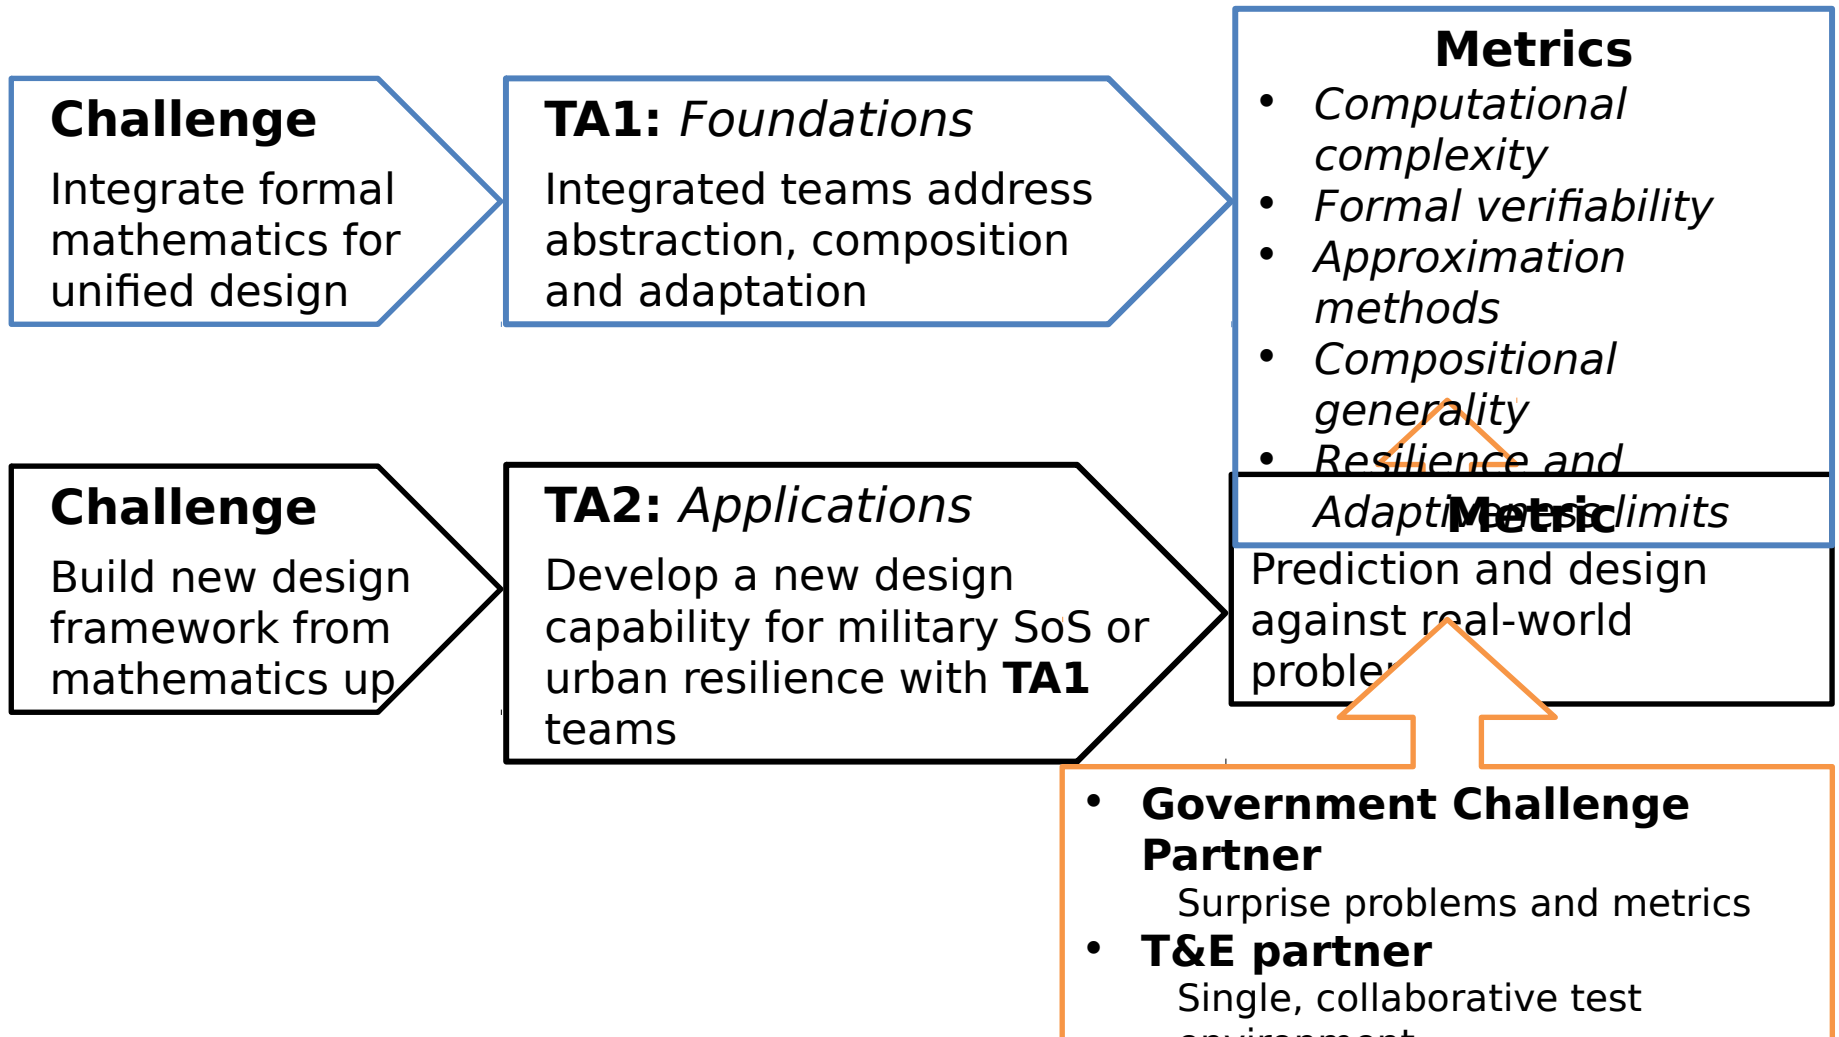 Challenge
Integrate formal
mathematics for
unified design
TA1: Foundations
Integrated teams address
abstraction, composition
and adaptation
Metrics
• Computational
complexity
• Formal verifiability
• Approximation
methods
• Compositional
generality
• Resilience and
Adaptiveness limits
Challenge
Build new design
framework from
mathematics up
TA2: Applications
Develop a new design
capability for military SoS or
urban resilience with TA1
teams
Metric
Prediction and design
against real-world
• Government Challenge
Partner
Surprise problems and metrics
• T&E partner
Single, collaborative test
environment